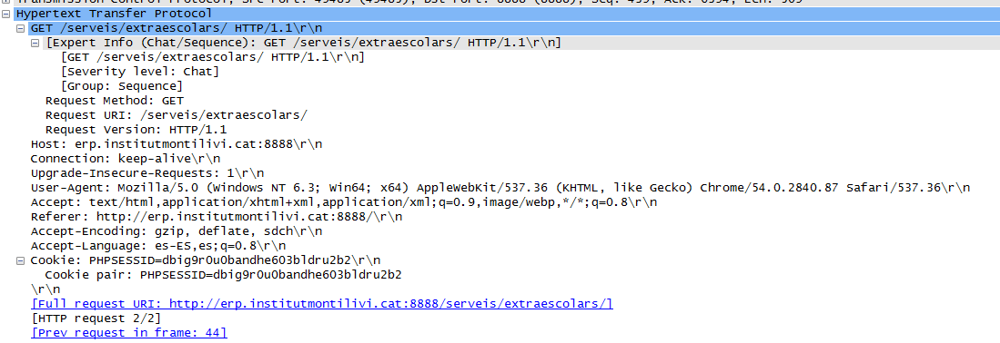 Hypertext Transfer Protocol
GET /serveis/extraescolars/ HTTP/1.1\r\n
[Expert Info (Chat/Sequence): GET /serveis/extraescolars/ HTTP/1.1\r\n]
[GET /serveis/extraescolars/ HTTP/1.1\r\n]
[Severity level: Chat]
[Group: Sequence]
Request Method: GET
Request URI: /serveis/extraescolars/
Request Version: HTTP/1.1
Host: erp.institutmontilivi.cat:8888\r\n
Connection: keep-alive\r\n
Upgrade-Insecure-Requests: 1\r\n
User-Agent: Mozilla/5.0 (Windows NT 6.3; Win64; x64) AppleWebKit/537.36 (KHTML, like Gecko) Chrome/54.0.2840.87 Safari/537.36\r\n
Accept: text/html,application/xhtml+xml,application/xml;q=0.9,image/webp,*/*;q=0.8\r\n
Referer: http://erp.institutmontilivi.cat:8888/\r\n
Accept-Encoding: gzip, deflate, sdch\r\n
Accept-Language: es-ES,es;q=0.8\r\n
Cookie: PHPSESSID=dbig9r0u0bandhe603bldru2b2\r\n
Cookie pair: PHPSESSID=dbig9r0u0bandhe603bldru2b2
\r\n
[Full request URI: http://erp.institutmontilivi.cat:8888/serveis/extraescolars/]
[HTTP request 2/2]
[Prev request in frame: 44]